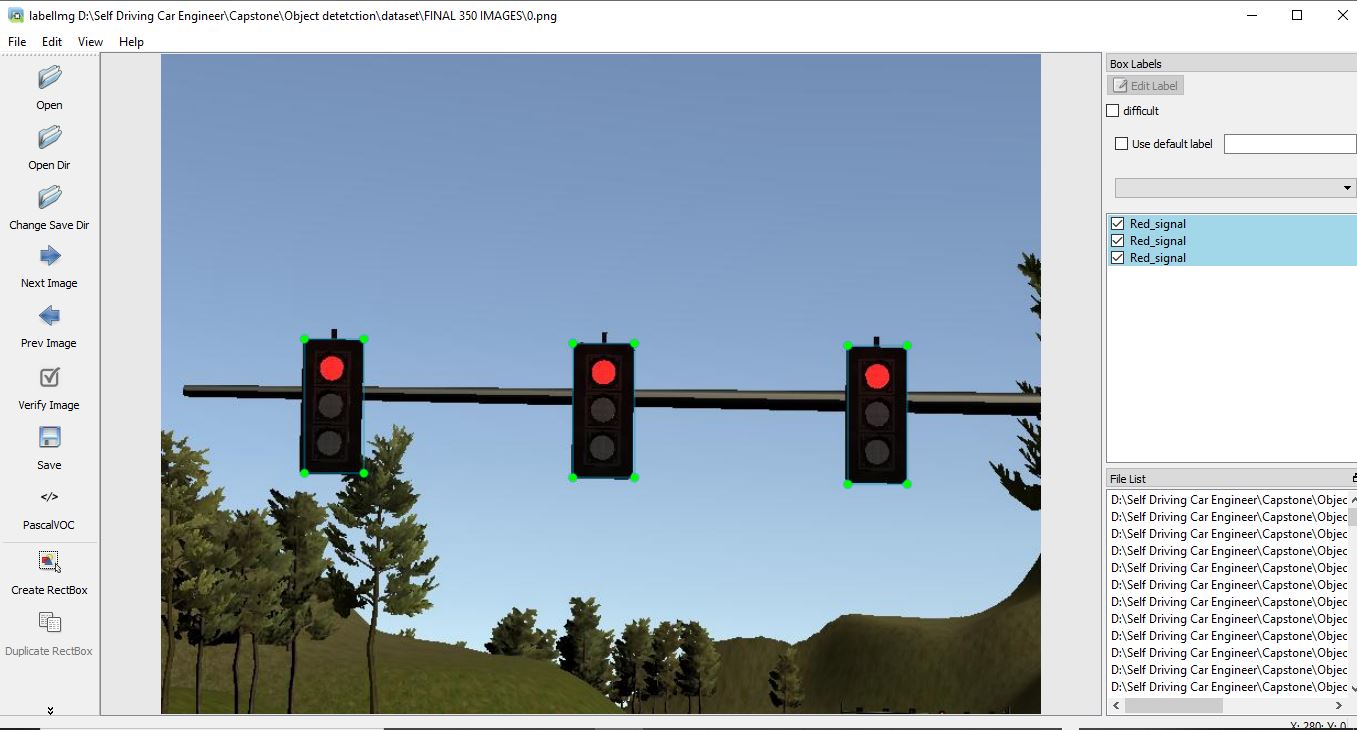 labelImg D:\Self Driving Car Engineer\Capstone\Object detetction\dataset\FINAL 350 IMAGES\0.png
File Edit View Help
Open
Open Dir
Change Save Dir
Next Image
Prev Image
Verify Image
Save
</>
PascalVOC
Create RectBox
Duplicate RectBox
Box Labels
Edit Label
difficult
Use default label
Red_signal
Red_signal
Red_signal
File List
D:\Self Driving Car Engineer\Capstone\Objec
D:\Self Driving Car Engineer\Capstone\Objec
D:\Self Driving Car Engineer\Capstone\Objec
D:\Self Driving Car Engineer\Capstone\Objec
D:\Self Driving Car Engineer\Capstone\Objec
D:\Self Driving Car Engineer\Capstone\Objec
D:\Self Driving Car Engineer\Capstone\Objec
D:\Self Driving Car Engineer\Capstone\Objec
D:\Self Driving Car Engineer\Capstone\Objec
D:\Self Driving Car Engineer\Capstone\Objec
D:\Self Driving Car Engineer\Capstone\Objec
D:\Self Driving Car Engineer\Capstone\Objec
X: 280; Y: 0